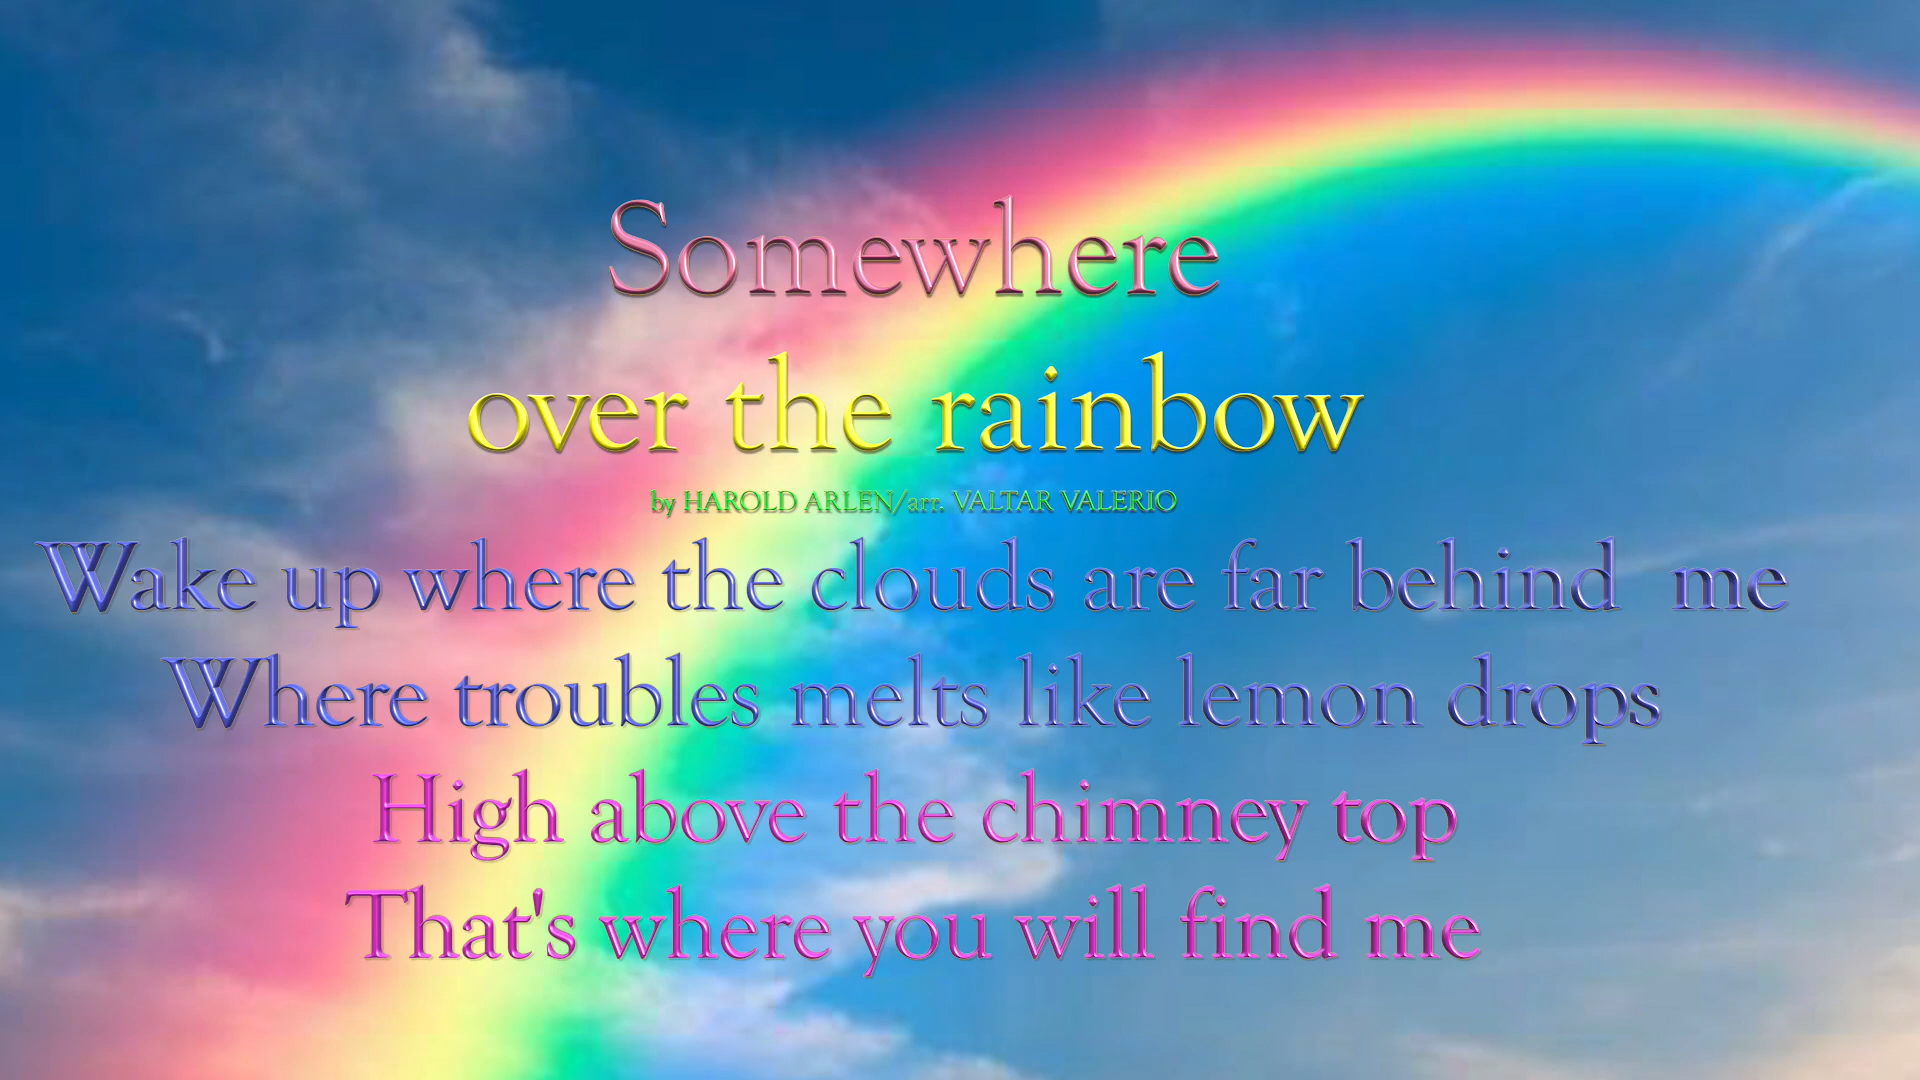 Somewhere
over the rainbow
by HAROLD ARLEN/arr. VALTAR VALERIO
Wake up where the clouds are far behind  me
Where troubles melts like lemon drops
High above the chimney top
That's where you will find me